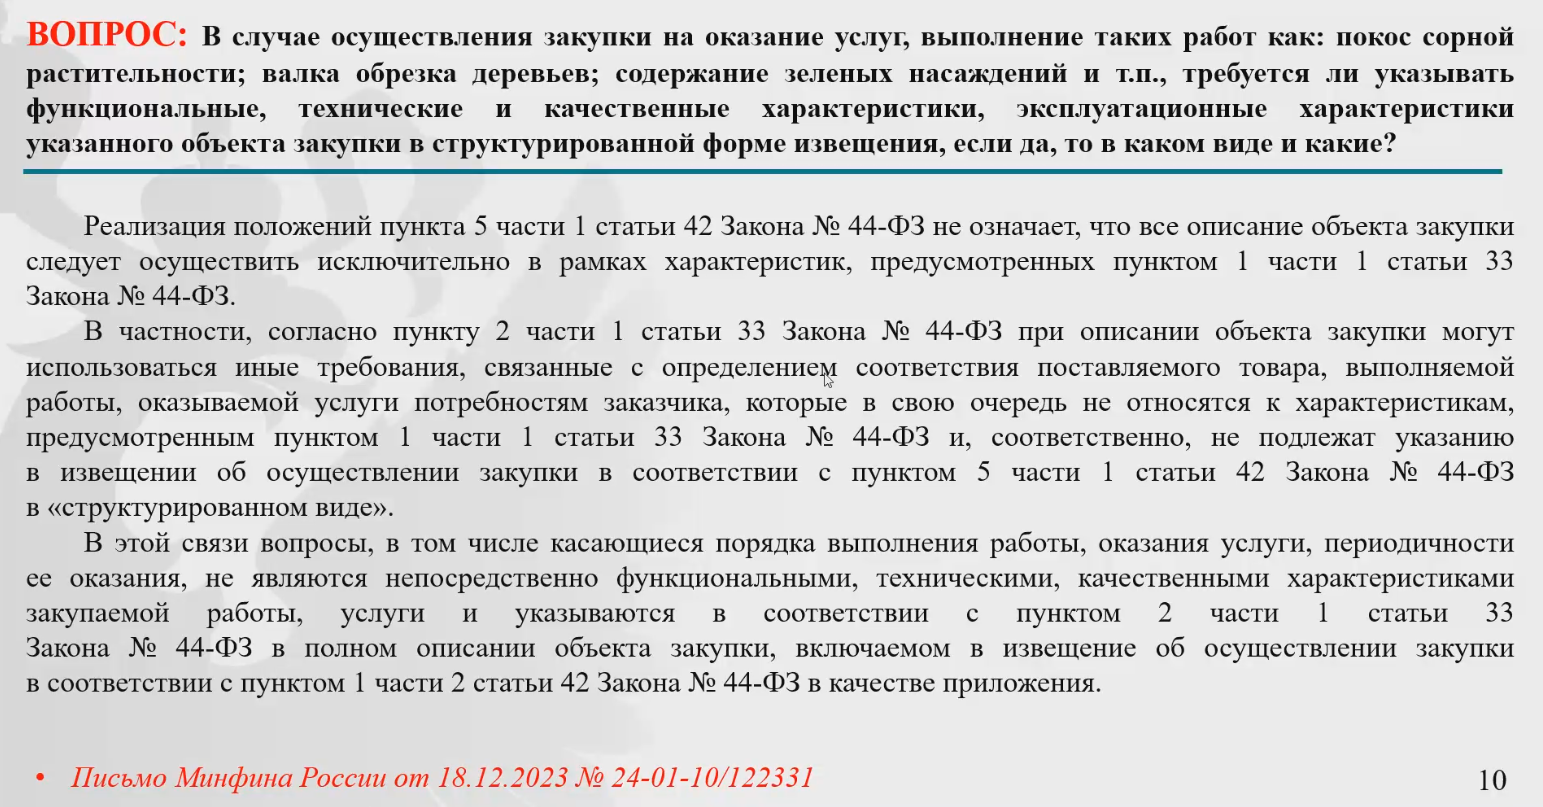 ВОПРОС: В случае осуществления закупки на оказание услуг, выполнение таких работ как: покос сорной
растительности; валка обрезка деревьев; содержание зеленых насаждений и т.п., требуется ли указывать
функциональные, технические и качественные характеристики, эксплуатационные характеристики
указанного объекта закупки в структурированной форме извещения, если да, то в каком виде и какие?
Реализация положений пункта 5 части 1 статьи 42 Закона № 44-ФЗ не означает, что все описание объекта закупки
следует осуществить исключительно в рамках характеристик, предусмотренных пунктом 1 части 1 статьи 33
Закона № 44-ФЗ.
В частности, согласно пункту 2 части 1 статьи 33 Закона № 44-ФЗ при описании объекта закупки могут
использоваться иные требования, связанные с определением соответствия поставляемого товара, выполняемой
работы, оказываемой услуги потребностям заказчика, которые в свою очередь не относятся к характеристикам,
предусмотренным пунктом 1 части 1 статьи 33 Закона № 44-ФЗ и, соответственно, не подлежат указанию
в извещении об осуществлении закупки в соответствии с пунктом 5 части 1 статьи 42 Закона № 44-ФЗ
в «структурированном виде».
В этой связи вопросы, в том числе касающиеся порядка выполнения работы, оказания услуги, периодичности
ее оказания, не являются непосредственно функциональными, техническими, качественными характеристиками
закупаемой работы, услуги и указываются в соответствии с пунктом 2 части 1 статьи 33
Закона № 44-ФЗ в полном описании объекта закупки, включаемом в извещение об осуществлении закупки
в соответствии с пунктом 1 части 2 статьи 42 Закона № 44-ФЗ в качестве приложения.
• Письмо Минфина России от 18.12.2023 № 24-01-10/122331
10